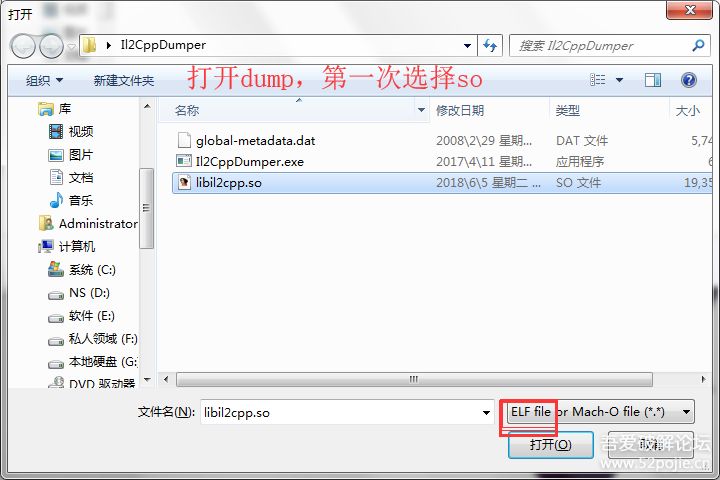 打开
Il2CppDumper
搜索 Il2CppDumper
组织
新建文件夹
打开dump，第一次选择so
库
视频
图片
文档
音乐
Administrator
计算机
系统 (C:)
NS (D:)
软件 (E:)
私人领域 (F:)
本地硬盘 (G:
DVD 驱动器
名称 修改日期 类型 大小
global-metadata.dat 2008\2\29 星期... DAT 文件 5,74
Il2CppDumper.exe 2017\4\11 星期... 应用程序 6
libil2cpp.so 2018\6\5 星期二 ... SO 文件 19,35
文件名(N): libil2cpp.so
ELF file or Mach-O file (*.*)
打开(O)
取消
吾爱破解论坛
www.52pojie.cn